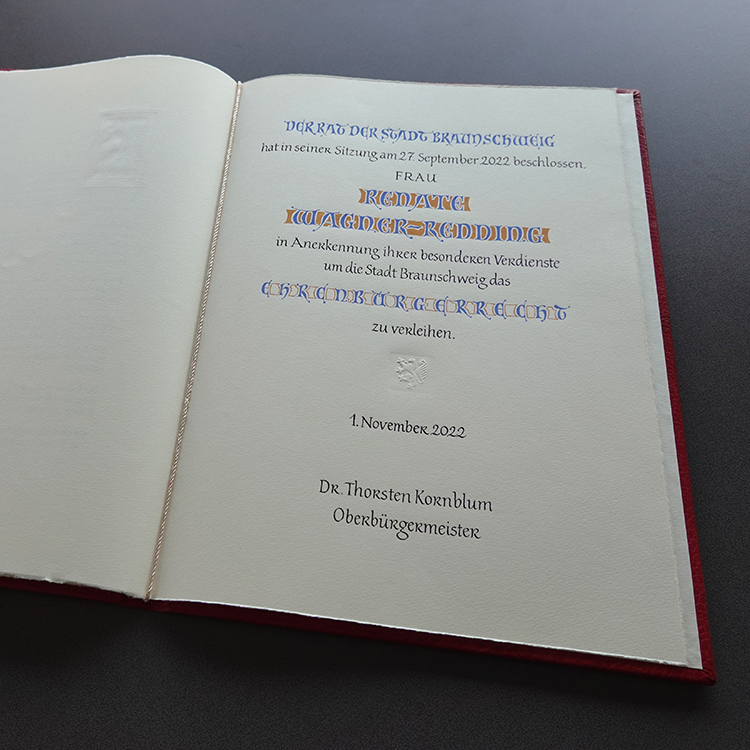 DER RAT DER STADT BRAUNSCHWEIG
hat in seiner Sitzung am 27. September 2022 beschlossen,
FRAU
RENATE
WAGNER-REDDING
in Anerkennung ihrer besonderen Verdienste
um die Stadt Braunschweig das
EHRENBÜRGERRECHT
zu verleihen.
1. November 2022
Dr. Thorsten Kornblum
Oberbürgermeister